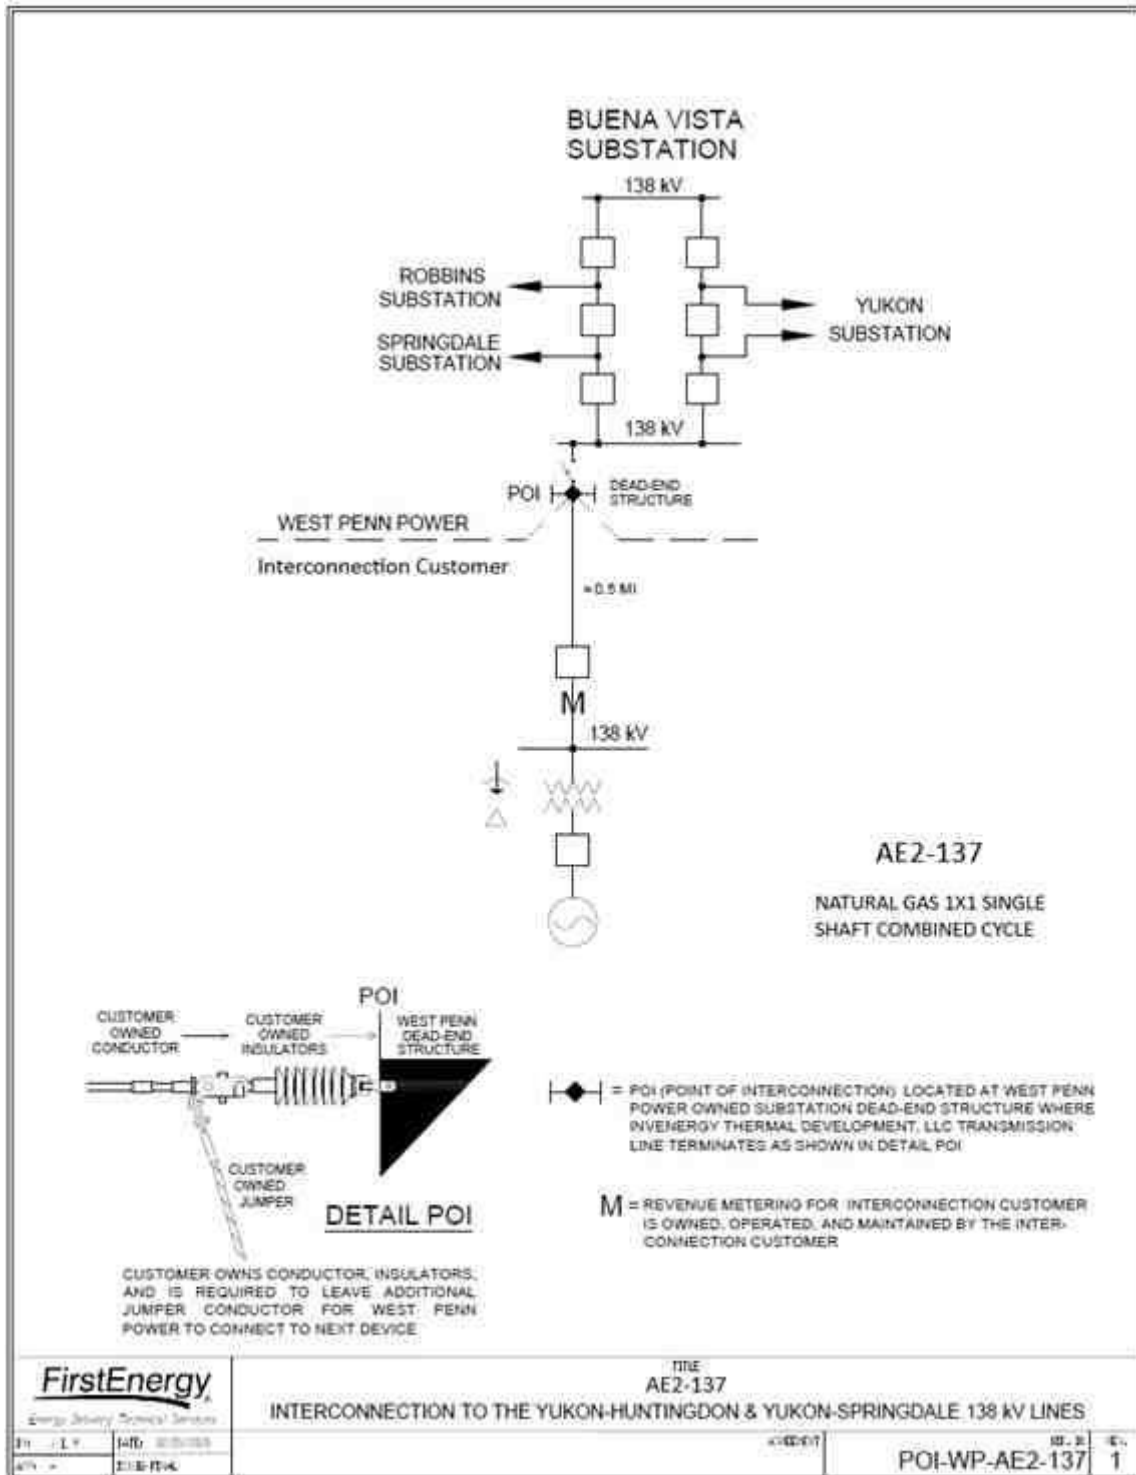 BUENA VISTA
SUBSTATION
138 kV
ROBBINS
SUBSTATION
SPRINGDALE
SUBSTATION
YUKON
SUBSTATION
138 kV
POI
DEAD-END
STRUCTURE
WEST PENN POWER
Interconnection Customer
≈0.5 MI
M
138 kV
AE2-137
NATURAL GAS 1X1 SINGLE
SHAFT COMBINED CYCLE
POI
CUSTOMER
OWNED
CONDUCTOR
CUSTOMER
OWNED
INSULATORS
WEST PENN
DEAD-END
STRUCTURE
CUSTOMER
OWNED
JUMPER
DETAIL POI
CUSTOMER OWNS CONDUCTOR, INSULATORS,
AND IS REQUIRED TO LEAVE ADDITIONAL
JUMPER CONDUCTOR FOR WEST PENN
POWER TO CONNECT TO NEXT DEVICE
= POI (POINT OF INTERCONNECTION) LOCATED AT WEST PENN
POWER OWNED SUBSTATION DEAD-END STRUCTURE WHERE
INVENERGY THERMAL DEVELOPMENT, LLC TRANSMISSION
LINE TERMINATES AS SHOWN IN DETAIL POI
M = REVENUE METERING FOR INTERCONNECTION CUSTOMER
IS OWNED, OPERATED, AND MAINTAINED BY THE INTER-
CONNECTION CUSTOMER
FirstEnergy
Energy Delivery Technical Services
TITLE
AE2-137
INTERCONNECTION TO THE YUKON-HUNTINGDON & YUKON-SPRINGDALE 138 kV LINES
DATE:
POI-WP-AE2-137
1